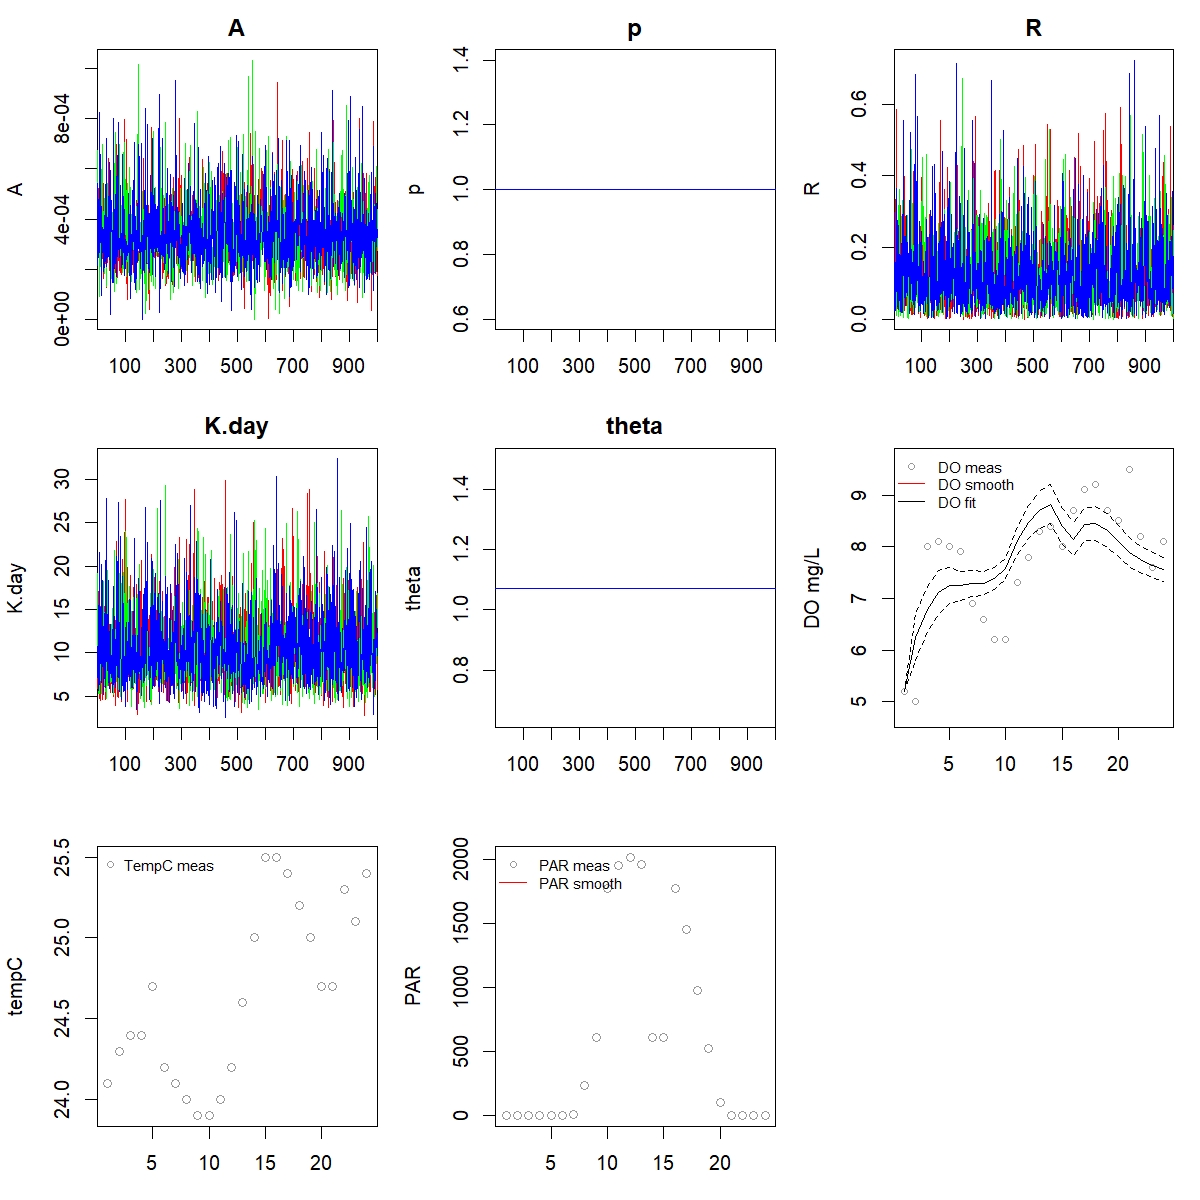 A
A
0e+00 4e-04 8e-04
100 300 500 700 900
p
p
0.6 0.8 1.0 1.2 1.4
100 300 500 700 900
R
R
0.0 0.2 0.4 0.6
100 300 500 700 900
K.day
K.day
5 10 15 20 25 30
100 300 500 700 900
theta
theta
0.8 1.0 1.2 1.4
100 300 500 700 900
DO mg/L
5 6 7 8 9
DO meas
DO smooth
DO fit
5 10 15 20
tempC
24.0 24.5 25.0 25.5
TempC meas
5 10 15 20
PAR
0 500 1000 1500 2000
PAR meas
PAR smooth
5 10 15 20